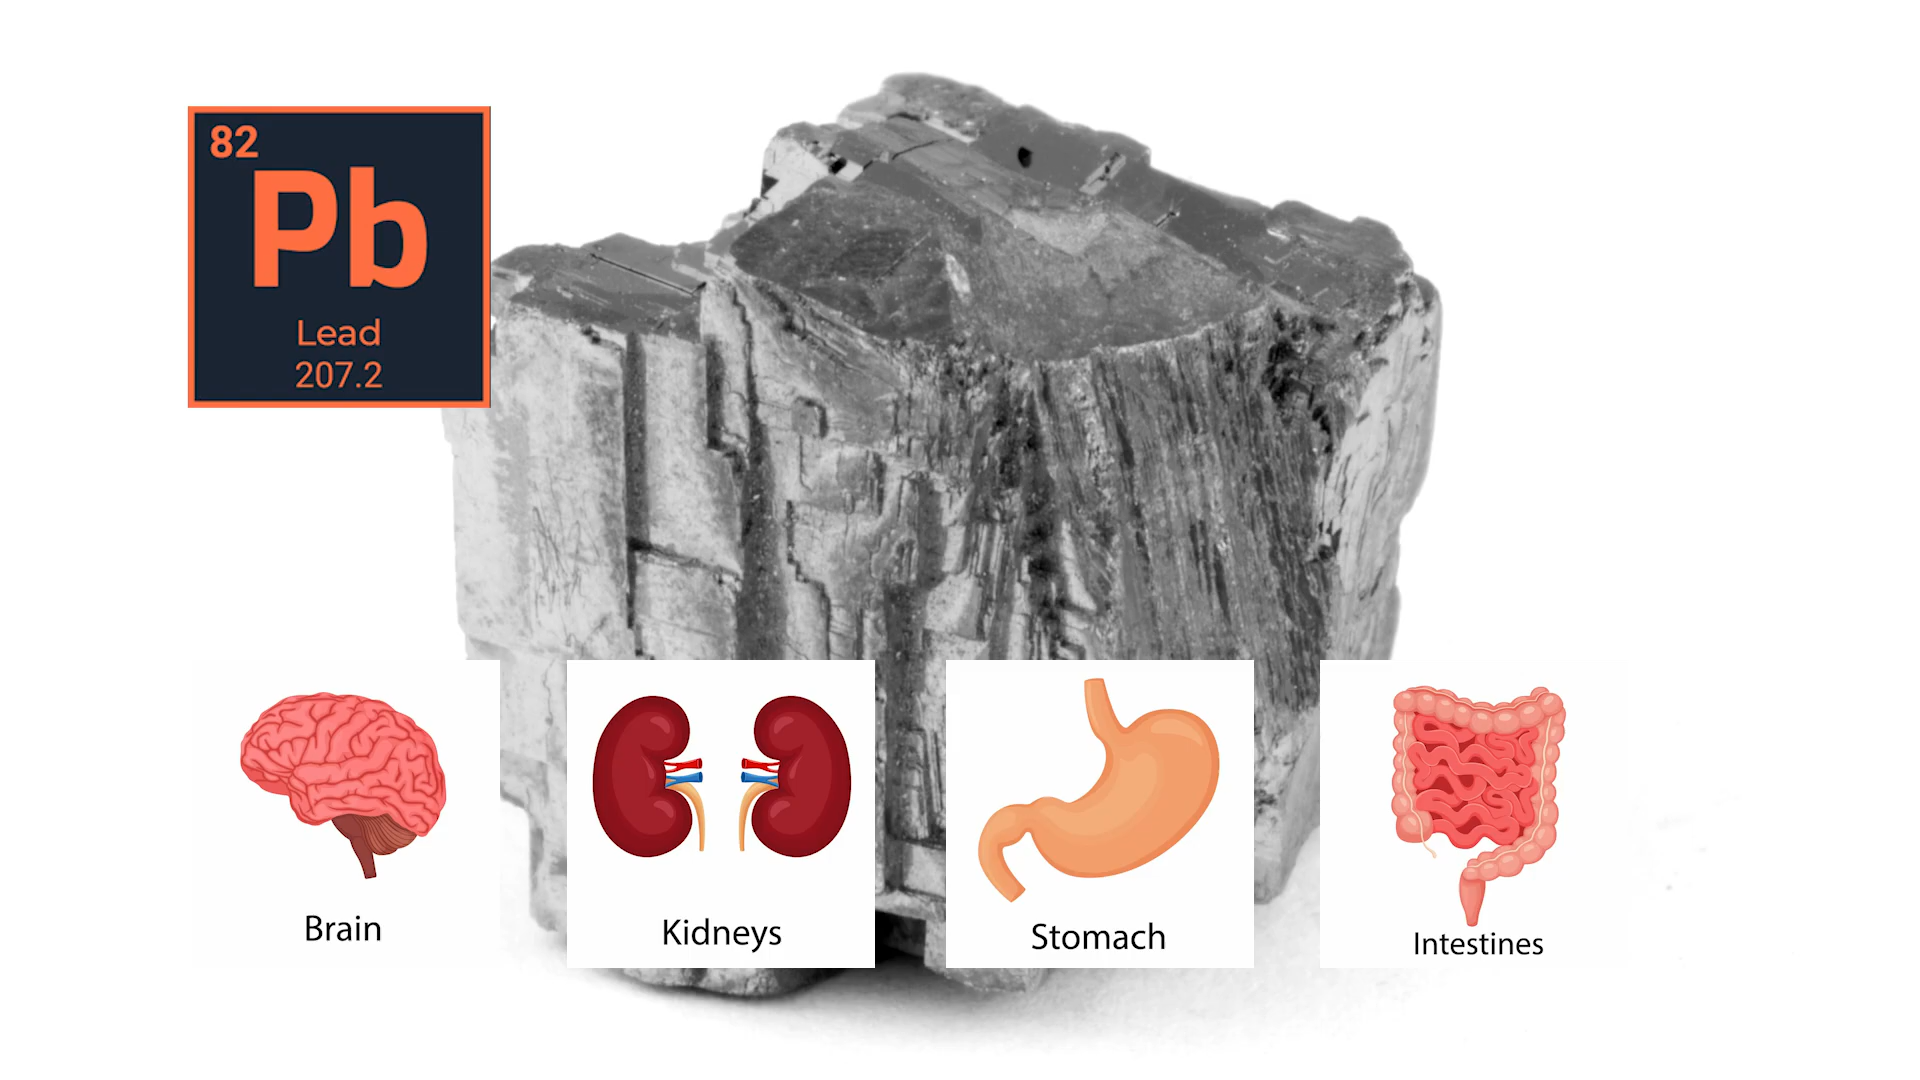 82
Pb
Lead
207.2
Brain
Kidneys
Stomach
Intestines